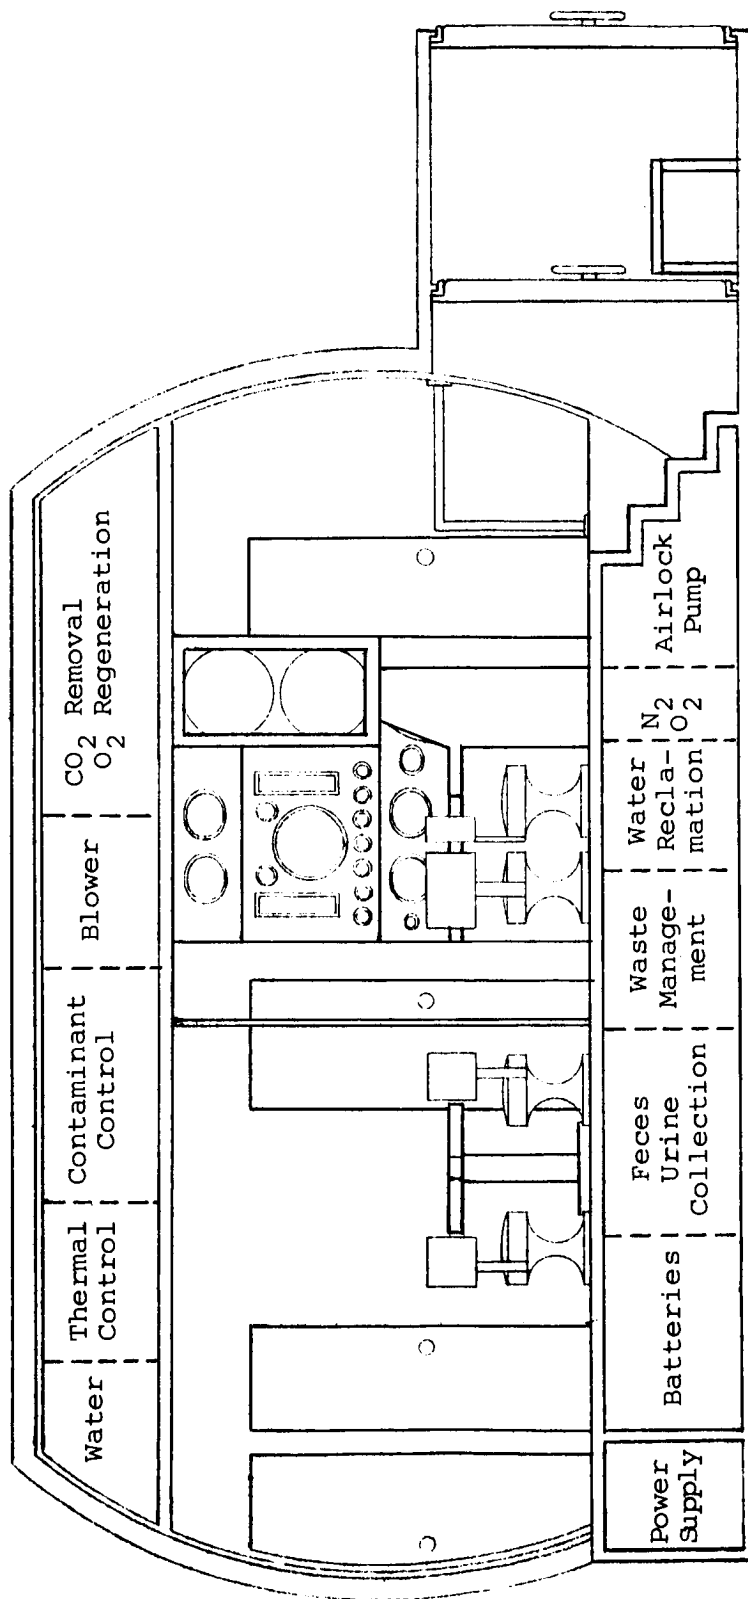 Water
Thermal
Control
Contaminant
Control
Blower
CO2 Removal
O2 Regeneration
Power
Supply
Batteries
Feces
Urine
Collection
Waste
Manage-
ment
Water
Recla-
mation
N2
O2
Airlock
Pump